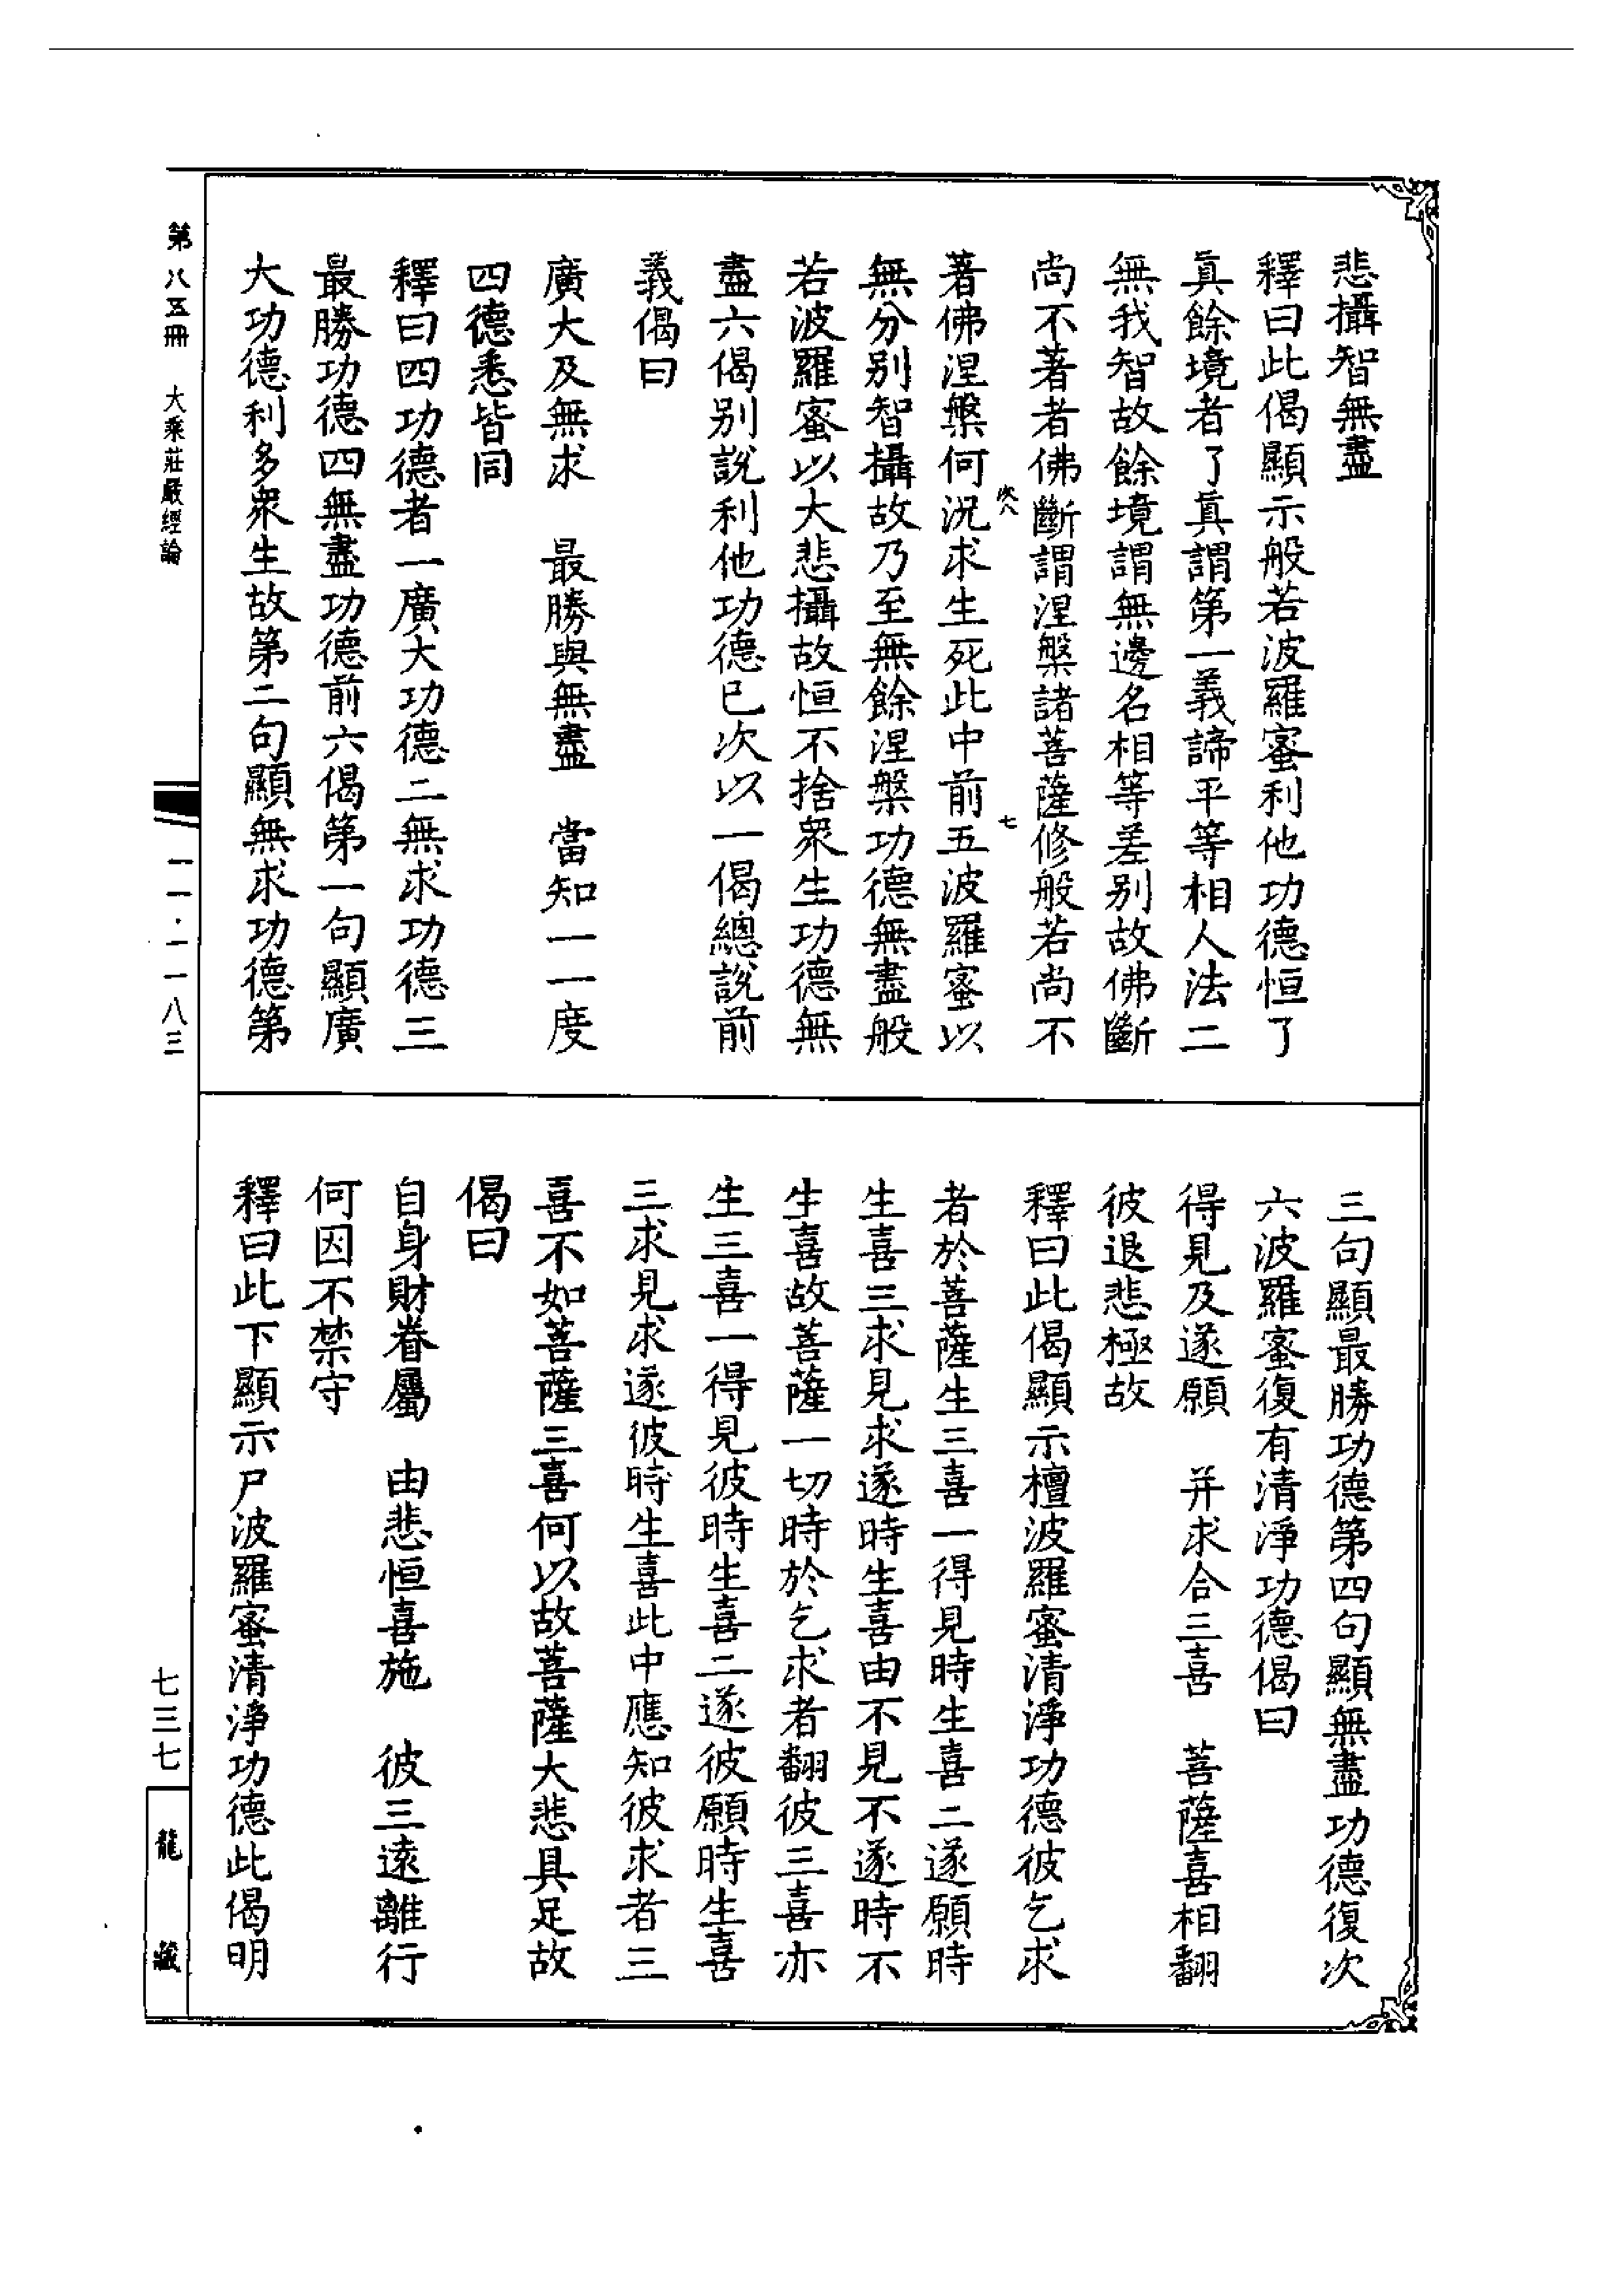 悲攝智無盡
釋曰此偈顯示般若波羅蜜利他功德恒了
真餘境者了真謂第一義諦平等相人法二
無我智故餘境謂無邊名相等差别故佛斷
尚不著者佛斷謂涅槃諸菩薩修般若尚不
著佛涅槃何況求生死此中前五波羅蜜以
無分别智攝故乃至無餘涅槃功德無盡般
若波羅蜜以大悲攝故恒不捨衆生功德無
盡六偈别說利他功德已次以一偈總說前
義偈曰
廣大及無求　最勝與無盡　當知一一度
四德悉皆同
釋曰四功德者一廣大功德二無求功德三
最勝功德四無盡功德前六偈第一句顯廣
大功德利多衆生故第二句顯無求功德第
三句顯最勝功德第四句顯無盡功德復次
六波羅蜜復有清淨功德偈曰
得見及遂願　并求合三喜　菩薩喜相翻
彼退悲極故
釋曰此偈顯示檀波羅蜜清淨功德彼乞求
者於菩薩生三喜一得見時生喜二遂願時
生喜三求見求遂時生喜由不見不遂時不
生喜故菩薩一切時於乞求者翻彼三喜亦
生三喜一得見彼時生喜二遂彼願時生喜
三求見求遂彼時生喜此中應知彼求者三
喜不如菩薩三喜何以故菩薩大悲具足故
偈曰
自身財眷屬　由悲恒喜施　彼三遠離行
何因不禁守
釋曰此下顯示尸波羅蜜清淨功德此偈明
第八五冊　大乘莊嚴經論
一一·一一八三
七三七
龍藏
七